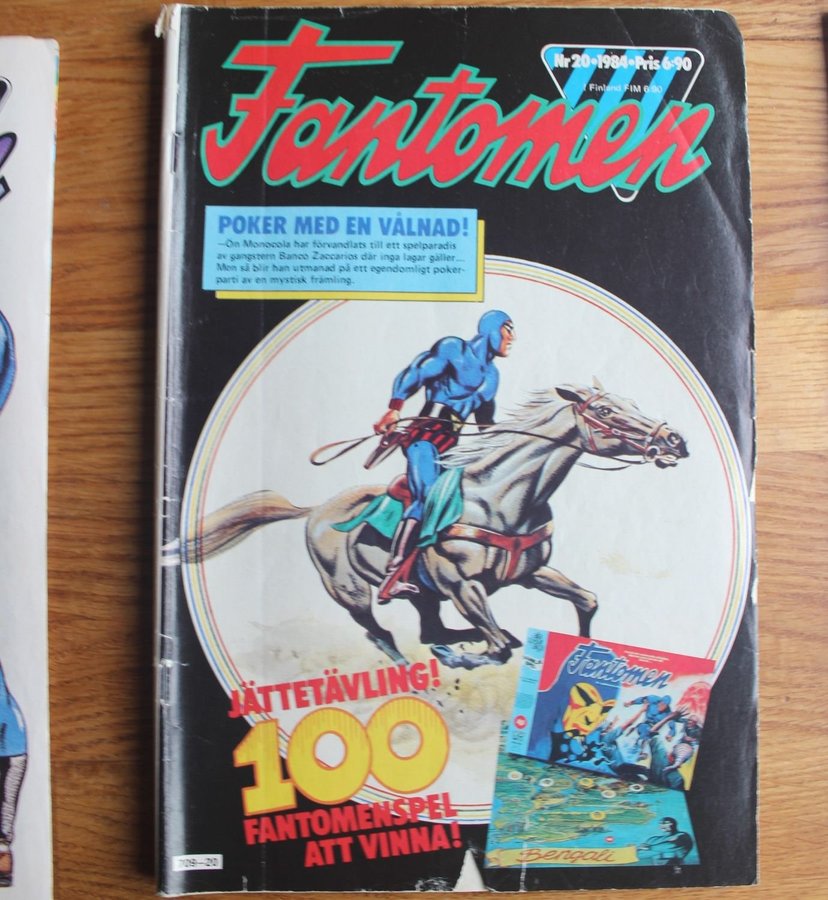 Fantomen
Nr 20•1984•Pris 6:90
I Finland FIM 6:90
POKER MED EN VÅLNAD!
—Ön Monocola har förvandlats till ett spelparadis
av gangstern Banco Zaccarios där inga lagar gäller...
Men så blir han utmanad på ett egendomligt poker-
parti av en mystisk främling.
JÄTTETÄVLING!
100
FANTOMENSPEL
ATT VINNA!
Fantomen
Bengali
709-20